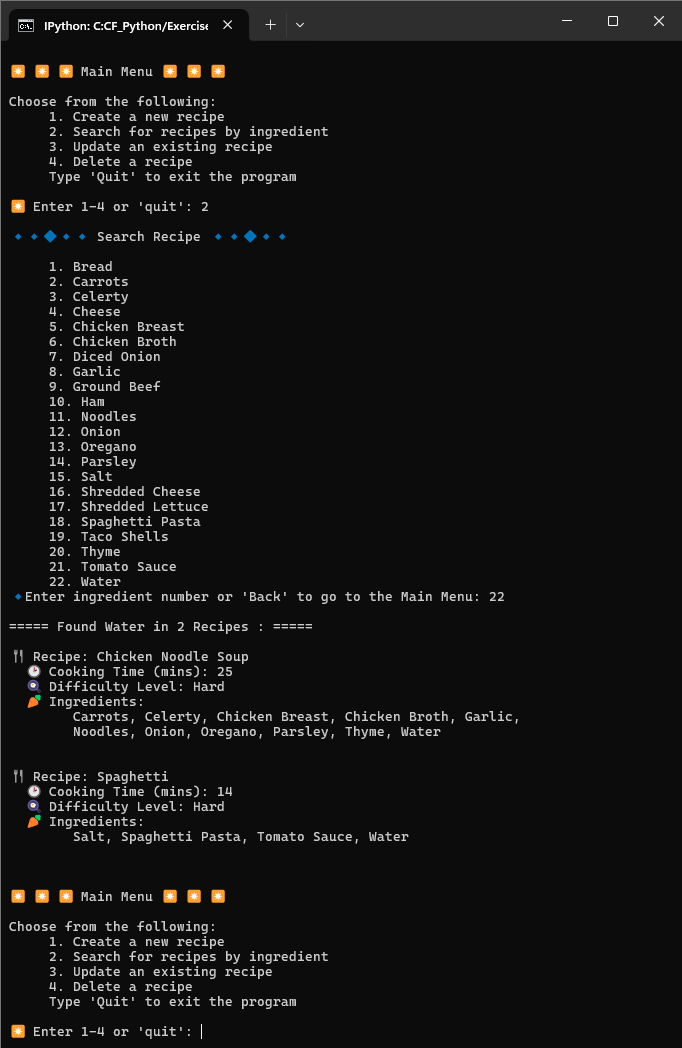 IPython: C:CF_Python/Exercise
Main Menu
Choose from the following:
1. Create a new recipe
2. Search for recipes by ingredient
3. Update an existing recipe
4. Delete a recipe
Type 'Quit' to exit the program
Enter 1-4 or 'quit': 2
Search Recipe
1. Bread
2. Carrots
3. Celerty
4. Cheese
5. Chicken Breast
6. Chicken Broth
7. Diced Onion
8. Garlic
9. Ground Beef
10. Ham
11. Noodles
12. Onion
13. Oregano
14. Parsley
15. Salt
16. Shredded Cheese
17. Shredded Lettuce
18. Spaghetti Pasta
19. Taco Shells
20. Thyme
21. Tomato Sauce
22. Water
Enter ingredient number or 'Back' to go to the Main Menu: 22
===== Found Water in 2 Recipes : =====
Recipe: Chicken Noodle Soup
Cooking Time (mins): 25
Difficulty Level: Hard
Ingredients:
Carrots, Celerty, Chicken Breast, Chicken Broth, Garlic,
Noodles, Onion, Oregano, Parsley, Thyme, Water
Recipe: Spaghetti
Cooking Time (mins): 14
Difficulty Level: Hard
Ingredients:
Salt, Spaghetti Pasta, Tomato Sauce, Water
Main Menu
Choose from the following:
1. Create a new recipe
2. Search for recipes by ingredient
3. Update an existing recipe
4. Delete a recipe
Type 'Quit' to exit the program
Enter 1-4 or 'quit':